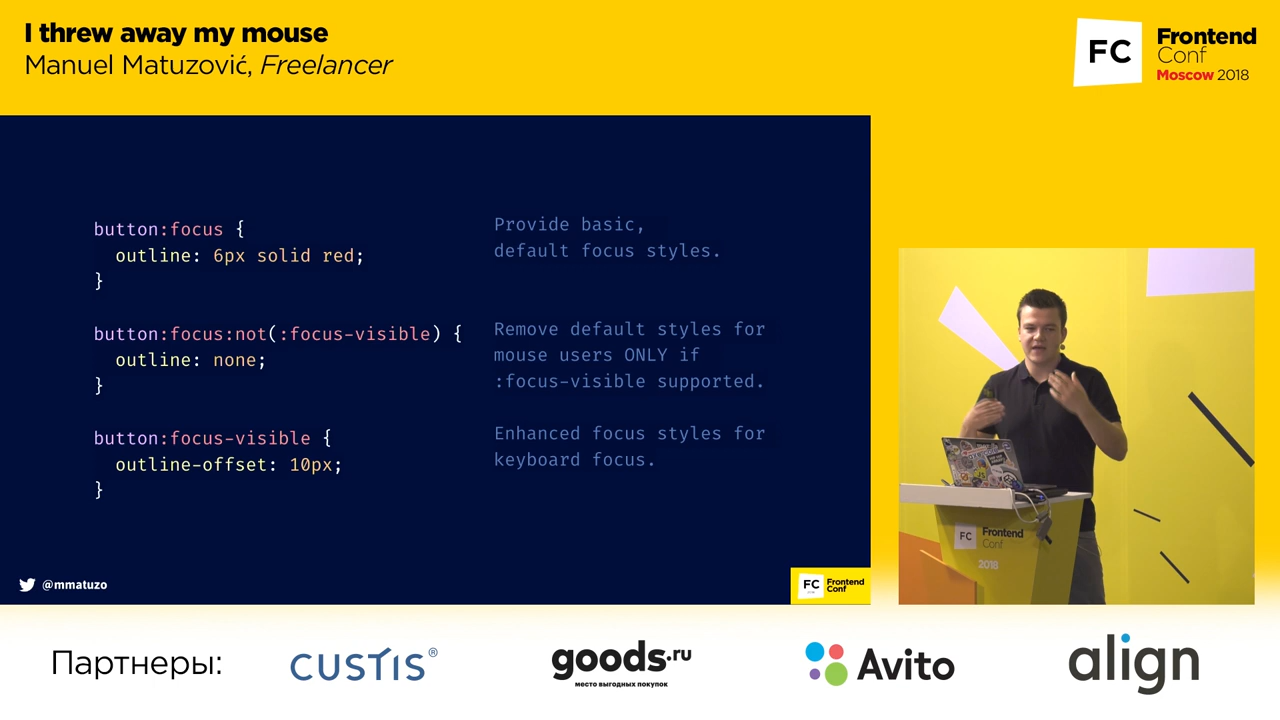 I threw away my mouse
Manuel Matuzović, Freelancer
FC
Frontend
Conf
Moscow 2018
button:focus {
outline: 6px solid red;
}
Provide basic,
default focus styles.
button:focus:not(:focus-visible) {
outline: none;
}
Remove default styles for
mouse users ONLY if
:focus-visible supported.
button:focus-visible {
outline-offset: 10px;
}
Enhanced focus styles for
keyboard focus.
@mmatuzo
FC
Frontend
Conf
FC
Frontend
Conf
2018
Партнеры:
CUSTIS®
goods.ru
место выгодных покупок
Avito
align